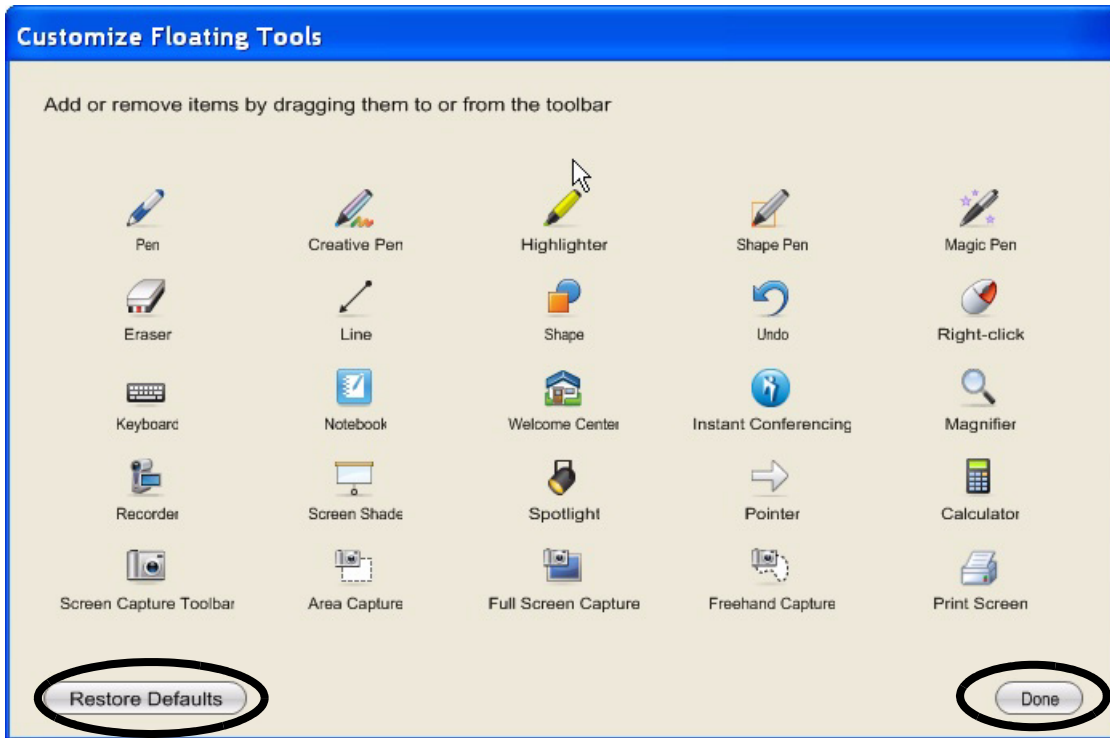 Customize Floating Tools
Add or remove items by dragging them to or from the toolbar
Pen Creative Pen Highlighter Shape Pen Magic Pen
Eraser Line Shape Undo Right-click
Keyboard Notebook Welcome Center Instant Conferencing Magnifier
Recorder Screen Shade Spotlight Pointer Calculator
Screen Capture Toolbar Area Capture Full Screen Capture Freehand Capture Print Screen
Restore Defaults Done